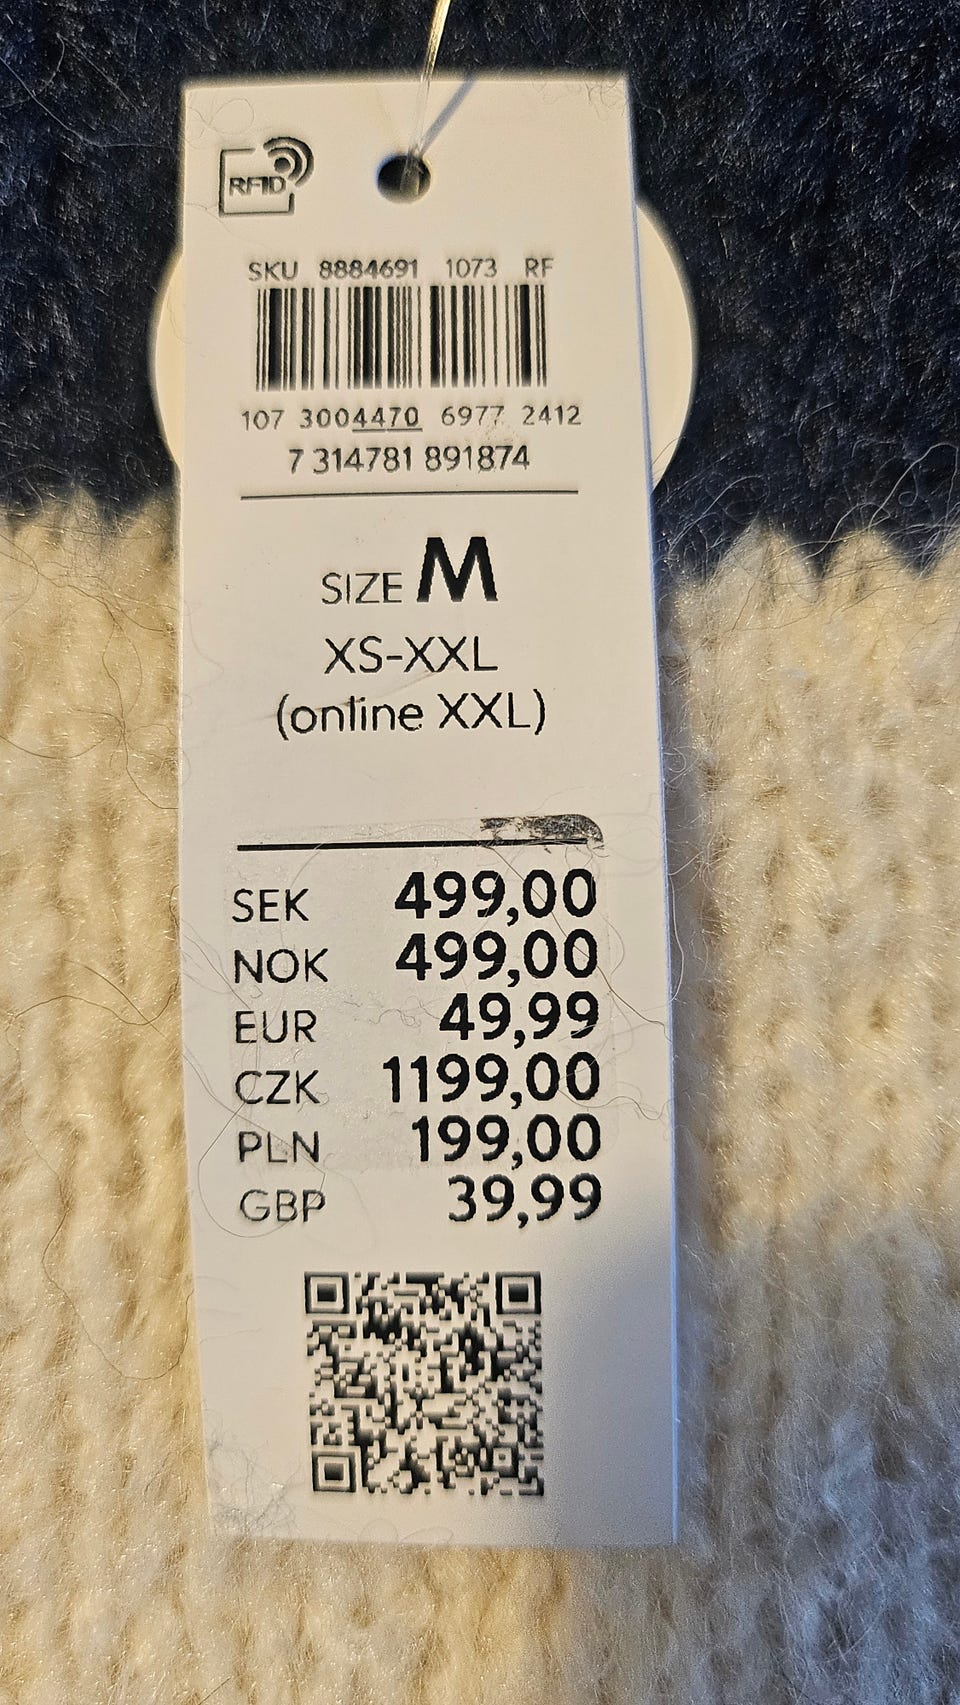 RFID
SKU 8884691 1073 RF
107 3004470 6977 2412
7 314781 891874
SIZE M
XS-XXL
(online XXL)
SEK 499,00
NOK 499,00
EUR 49,99
CZK 1199,00
PLN 199,00
GBP 39,99